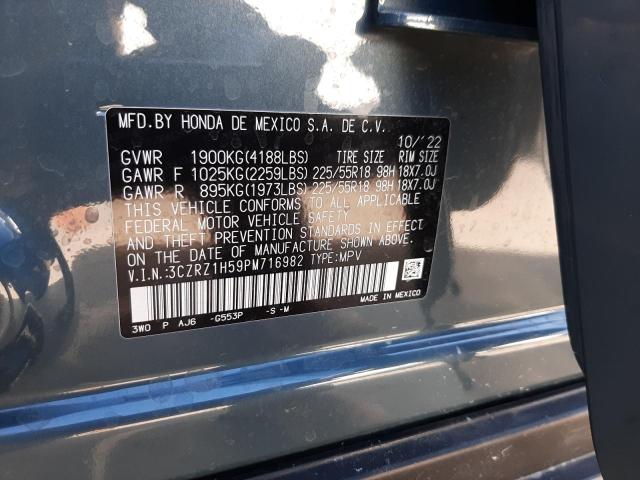 MFD.BY HONDA DE MEXICO S.A. DE C.V.
10/'22
GVWR 1900KG(4188LBS) TIRE SIZE RIM SIZE
GAWR F 1025KG(2259LBS) 225/55R18 98H 18X7.0J
GAWR R 895KG(1973LBS) 225/55R18 98H 18X7.0J
THIS VEHICLE CONFORMS TO ALL APPLICABLE
FEDERAL MOTOR VEHICLE SAFETY
AND THEFT PREVENTION STANDARDS IN EFFECT
ON THE DATE OF MANUFACTURE SHOWN ABOVE.
V.I.N.:3CZRZ1H59PM716982 TYPE:MPV
3WO P AJ6 -G553P -S -M
MADE IN MEXICO